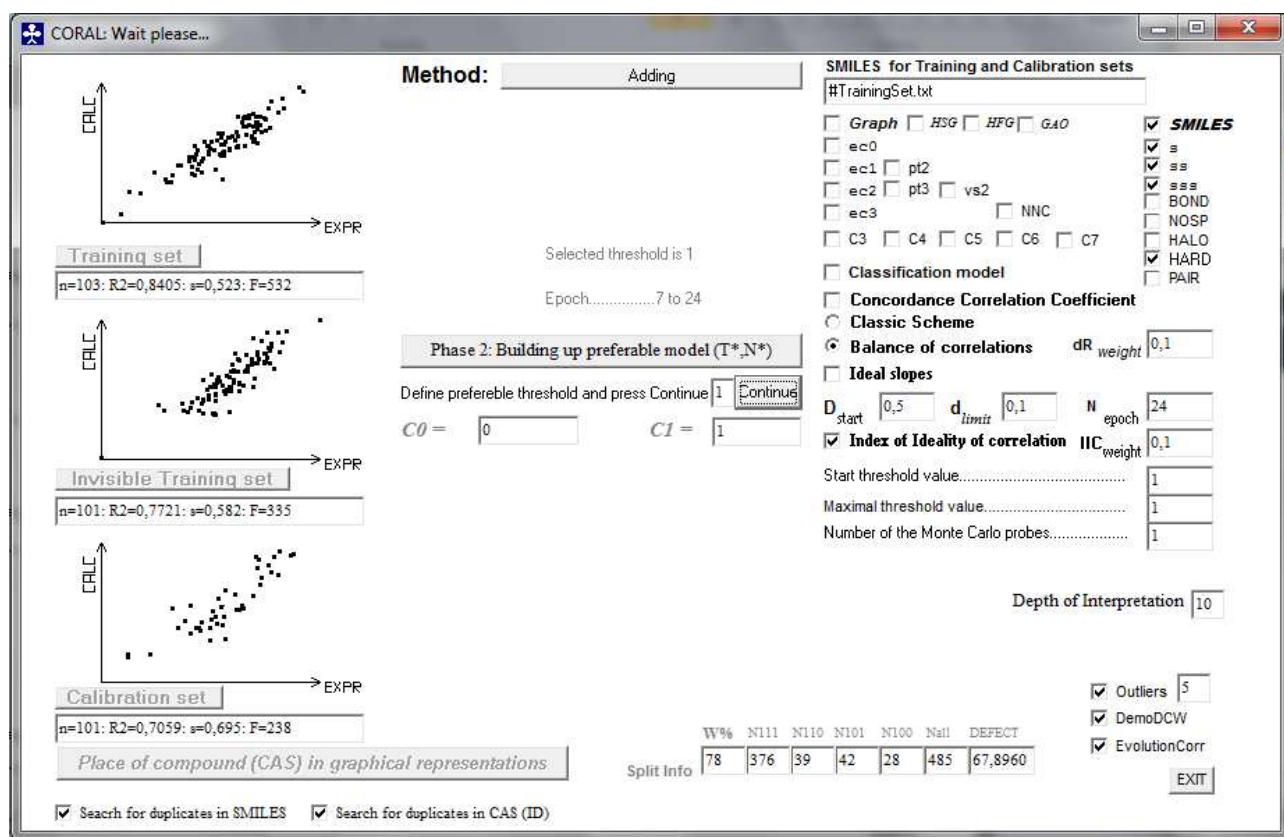 CORAL: Wait please...
CALC
EXPR
Training set
n=103: R2=0,8405: s=0,523: F=532
CALC
EXPR
Invisible Training set
n=101: R2=0,7721: s=0,582: F=335
CALC
EXPR
Calibration set
n=101: R2=0,7059: s=0,695: F=238
Place of compound (CAS) in graphical representations
Seacrh for duplicates in SMILES Search for duplicates in CAS (ID)
Method: Adding
Selected threshold is 1
Epoch..............7 to 24
Phase 2: Building up preferable model (T*,N*)
Define prefereble threshold and press Continue 1 Continue
C0 = 0 C1 = 1
SMILES for Training and Calibration sets
#TrainingSet.txt
Graph HSG HFG GAO
ec0
ec1 pt2
ec2 pt3 vs2
ec3 NNC
C3 C4 C5 C6 C7
SMILES
s
ss
sss
BOND
NOSP
HALO
HARD
PAIR
Classification model
Concordance Correlation Coefficient
Classic Scheme
Balance of correlations dR weight 0,1
Ideal slopes
D start 0,5 d limit 0,1 N epoch 24
Index of Ideality of correlation IIC weight 0,1
Start threshold value.......................................... 1
Maximal threshold value.................................. 1
Number of the Monte Carlo probes.................... 1
Depth of Interpretation 10
Outliers 5
DemoDCW
EvolutionCorr
W% N111 N110 N101 N100 Nall DEFECT
Split Info 78 376 39 42 28 485 67,8960
EXIT